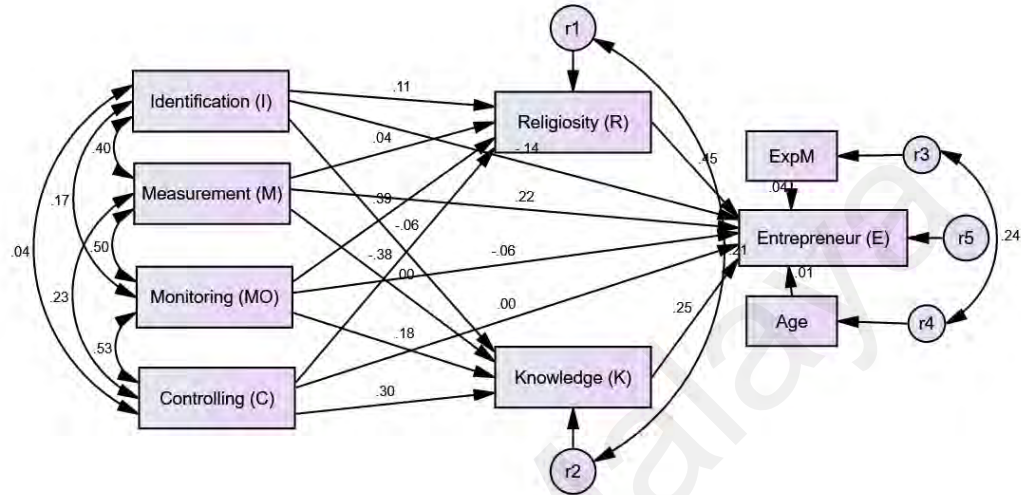 r1
Identification (I)
.11
Religiosity (R)
.40
.04
-.14
.45
ExpM
r3
.04
Measurement (M)
.17
.39
.22
-.06
Entrepreneur (E)
r5
.24
.04
.50
-.38
.00
-.06
.21
.01
Monitoring (MO)
.23
.00
.25
Age
r4
.18
.53
Knowledge (K)
Controlling (C)
.30
r2
alaya